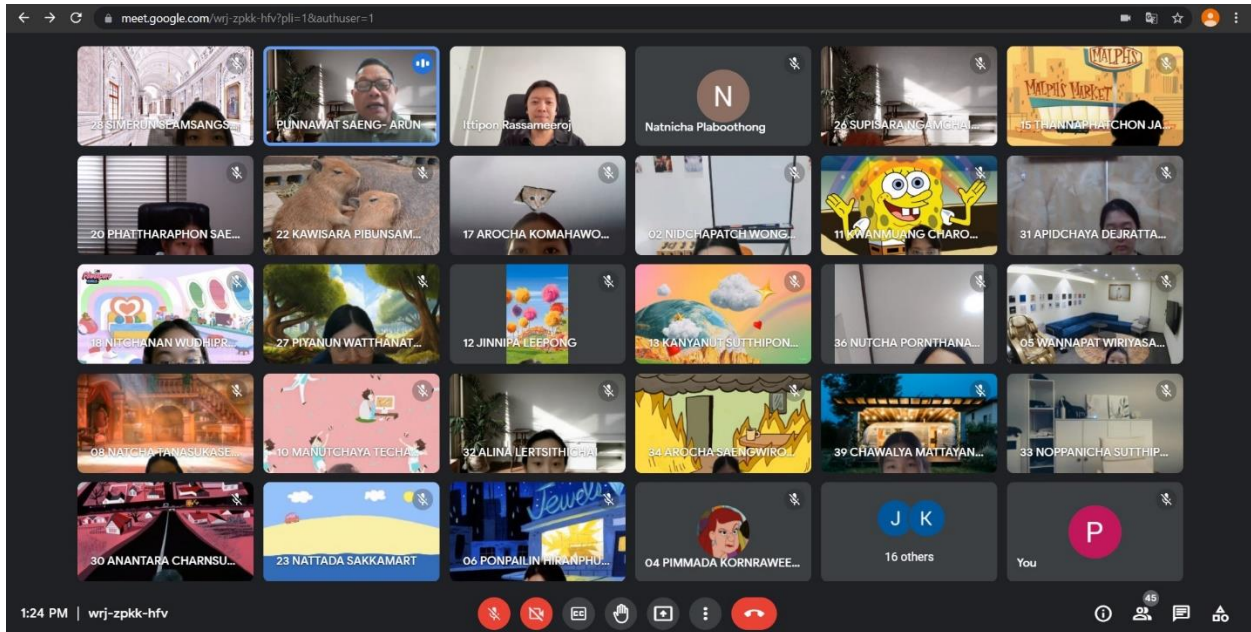 meet.google.com/wrj-zpkk-hfv?pli=1&authuser=1
28 SIMERUN SEAMSANGS...
PUNNAWAT SAENG- ARUN
Ittipon Rassameeroj
N
Natnicha Plaboothong
26 SUPISARA NGAMCHAI...
MALPH'S
MALPH'S MARKET
15 THANNAPHATCHON JA...
20 PHATTHARAPHON SAE...
22 KAWISARA PIBUNSAM...
17 AROCHA KOMAHAWO...
02 NIDCHAPATCH WONG...
11 KWANMUANG CHARO...
31 APIDCHAYA DEJRATTA...
18 NITCHANAN WUDHIPR...
27 PIYANUN WATTHANAT...
12 JINNIPA LEEPONG
13 KANYANUT SUTTHIPON...
36 NUTCHA PORNTHANA...
05 WANNAPAT WIRIYASA...
08 NATCHA TANASUKASE...
10 MANUTCHAYA TECHA...
32 ALINA LERTSITHICHAI
34 AROCHA SAENGWIRO...
39 CHAWALYA MATTAYAN...
33 NOPPANICHA SUTTHIP...
30 ANANTARA CHARNSU...
23 NATTADA SAKKAMART
Jewels
06 PONPAILIN HIRANPHU...
04 PIMMADA KORNRAWEE...
J K
16 others
P
You
1:24 PM | wrj-zpkk-hfv
CC
45